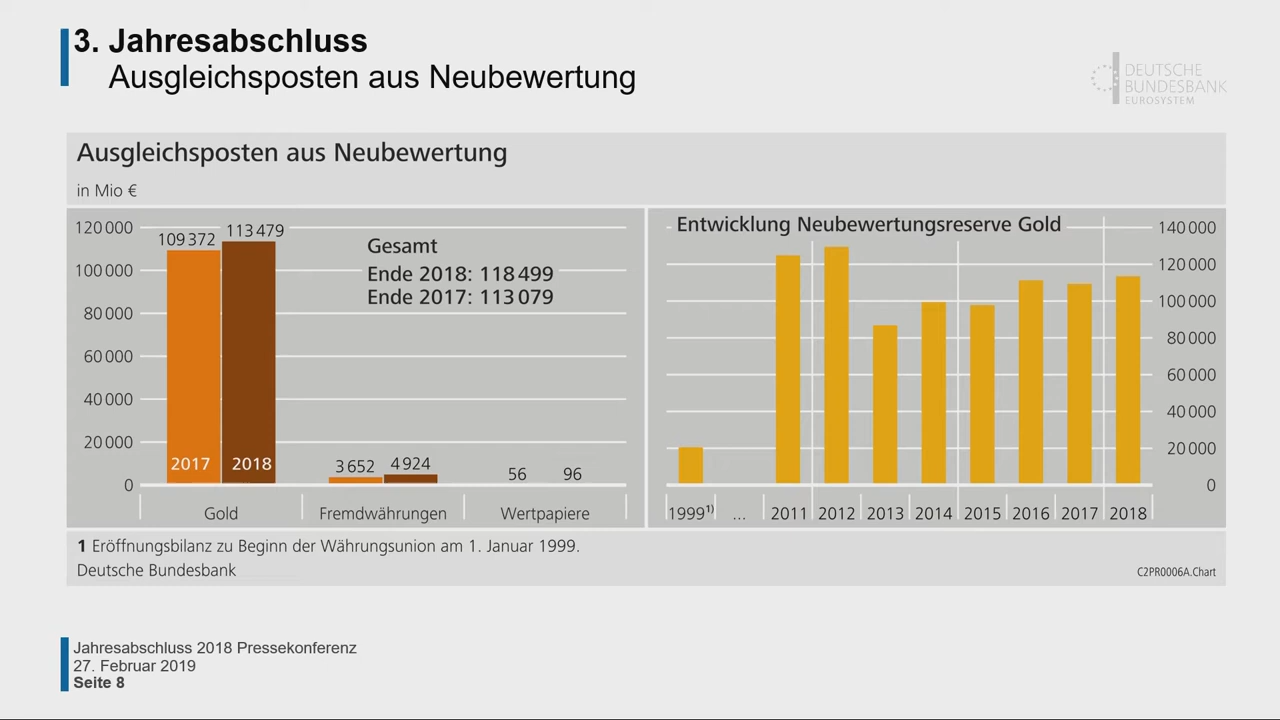 3. Jahresabschluss
Ausgleichsposten aus Neubewertung
DEUTSCHE
BUNDESBANK
EUROSYSTEM
Ausgleichsposten aus Neubewertung
in Mio €
120 000
100 000
80 000
60 000
40 000
20 000
0
109 372
113 479
2017
2018
3 652
4 924
56
96
Gesamt
Ende 2018: 118 499
Ende 2017: 113 079
Gold
Fremdwährungen
Wertpapiere
Entwicklung Neubewertungsreserve Gold
140 000
120 000
100 000
80 000
60 000
40 000
20 000
0
1999¹⁾ ... 2011 2012 2013 2014 2015 2016 2017 2018
1 Eröffnungsbilanz zu Beginn der Währungsunion am 1. Januar 1999.
Deutsche Bundesbank
C2PR0006A.Chart
Jahresabschluss 2018 Pressekonferenz
27. Februar 2019
Seite 8